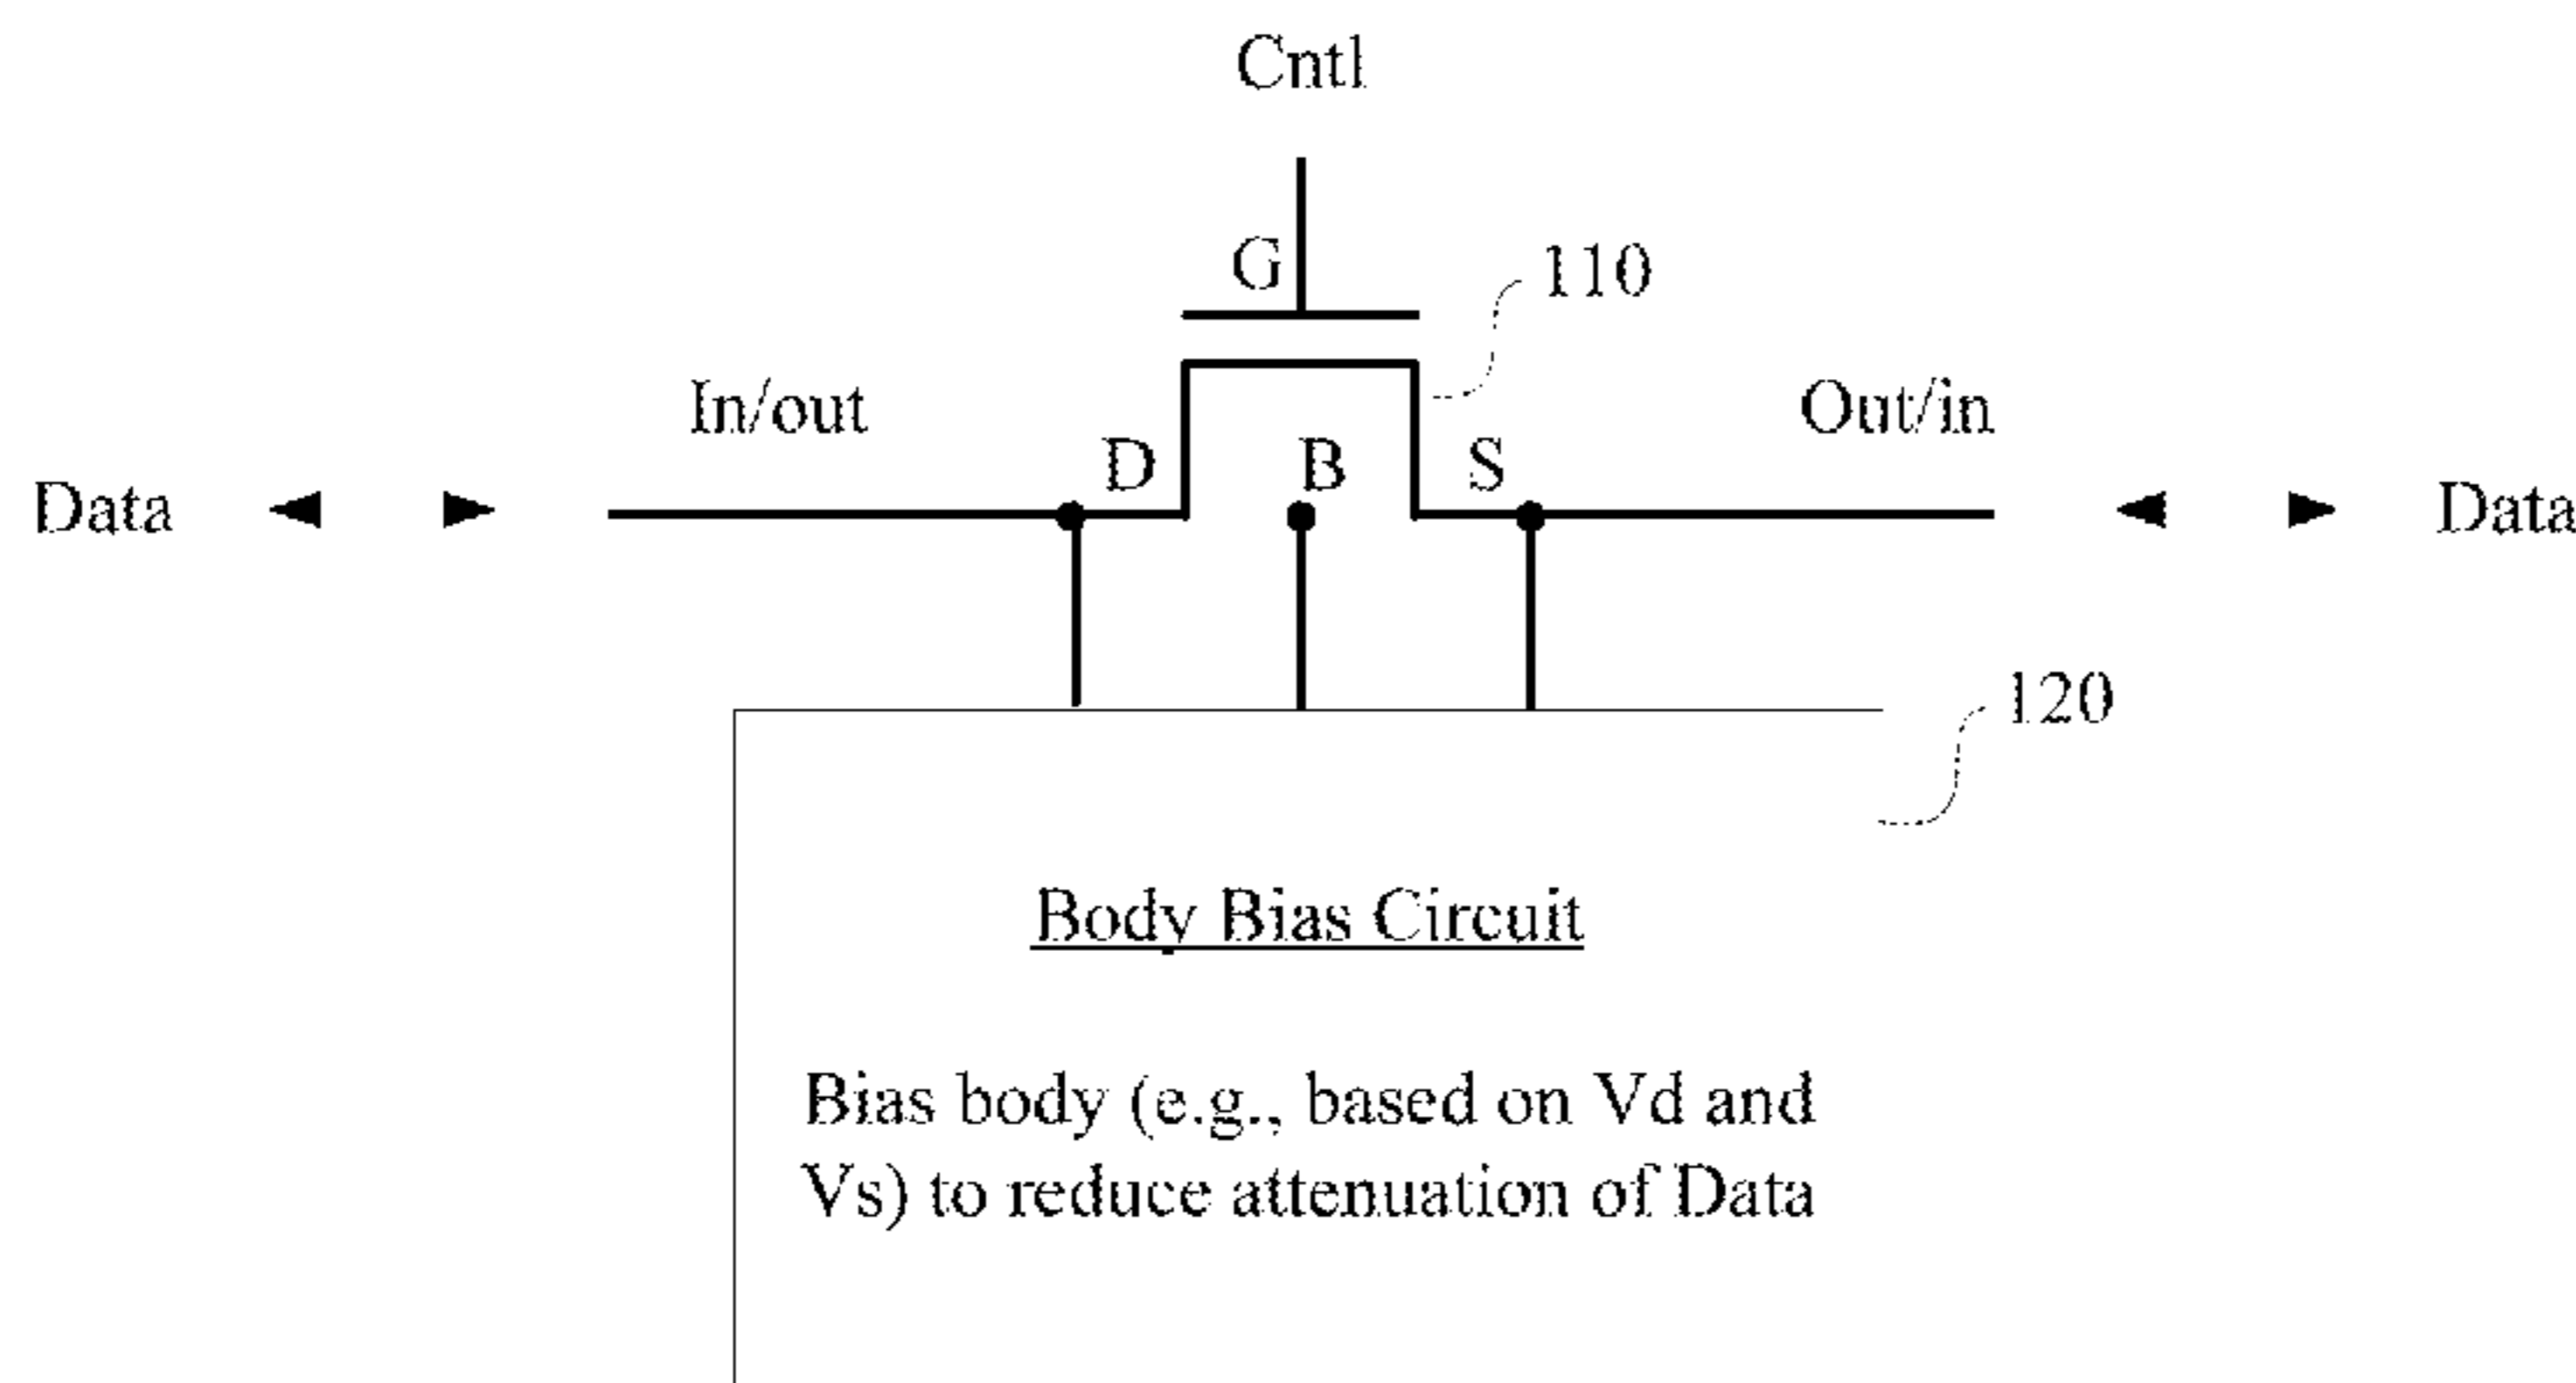 Cntl
G
110
In/out
Out/in
D
B
S
Data
Data
120
Body Bias Circuit
Bias body (e.g., based on Vd and
Vs) to reduce attenuation of Data